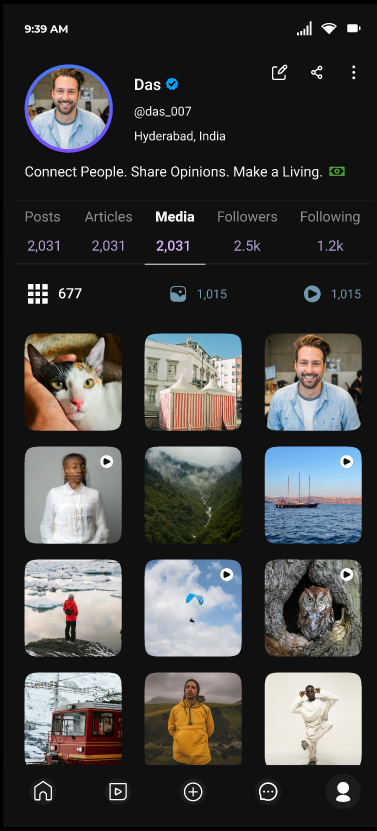 9:39 AM
Das
@das_007
Hyderabad, India
Connect People. Share Opinions. Make a Living.
Posts Articles Media Followers Following
2,031 2,031 2,031 2.5k 1.2k
677 1,015 1,015